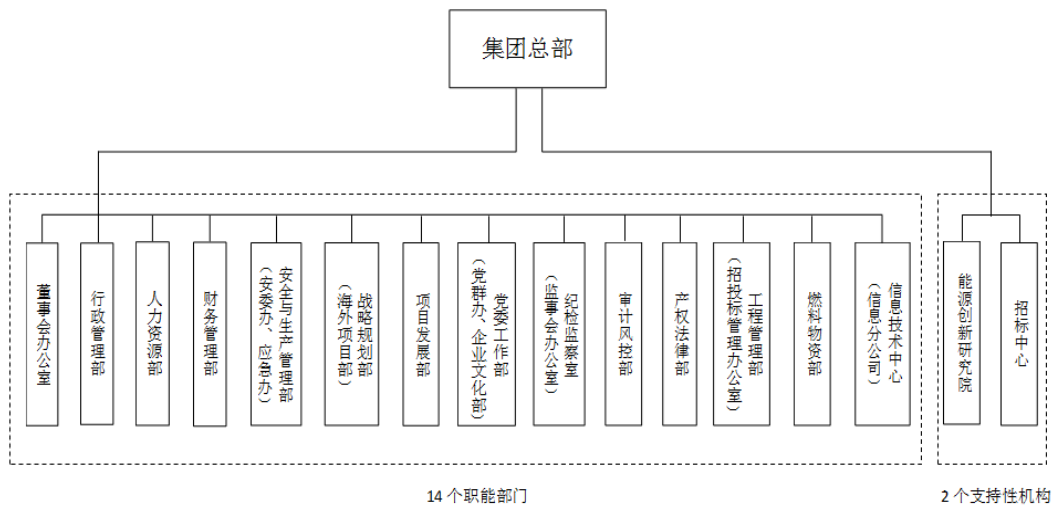 集团总部
董事会办公室
行政管理部
人力资源部
财务管理部
安全与生产管理部
（安委办、应急办）
战略规划部
（海外项目部）
项目发展部
党委工作部
（党群办、企业文化部）
纪检监察室
（监事会办公室）
审计风控部
产权法律部
工程管理部
（招投标管理办公室）
燃料物资部
信息技术中心
（信息分公司）
能源创新研究院
招标中心
14 个职能部门
2 个支持性机构